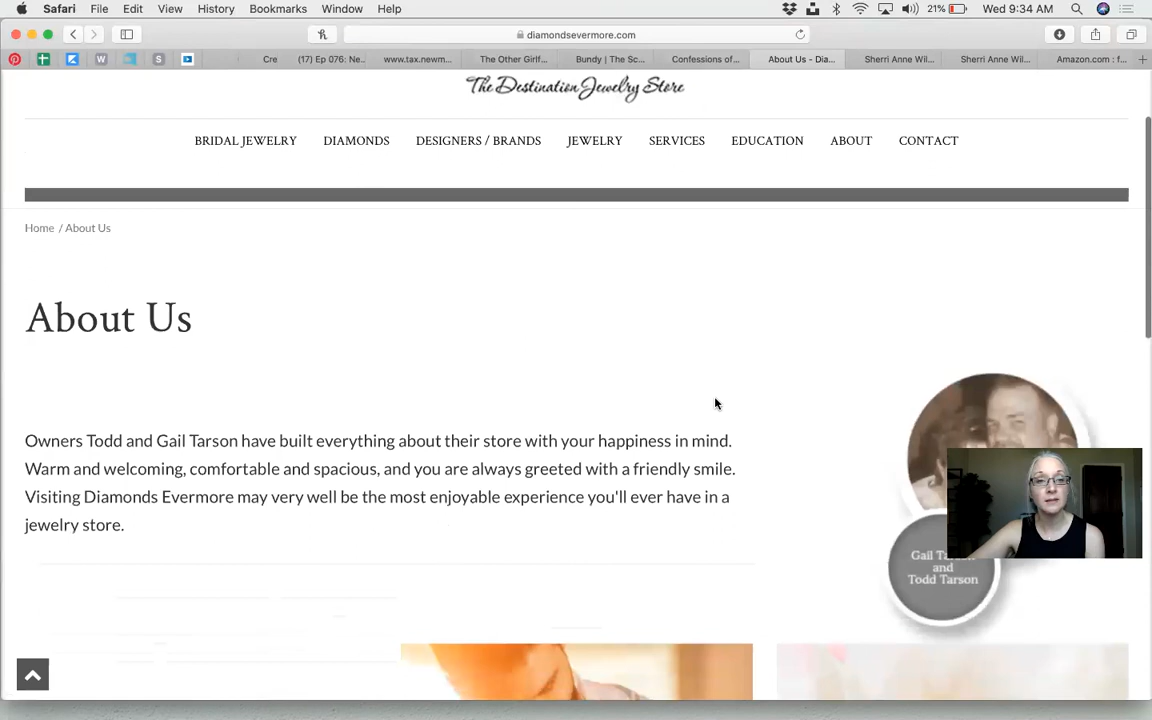 Safari File Edit View History Bookmarks Window Help 21% Wed 9:34 AM
diamondsevermore.com
Cre (17) Ep 076: Ne... www.tax.newm... The Other Girlf... Bundy | The Sc... Confessions of... About Us - Dia... Sherri Anne Wil... Sherri Anne Wil... Amazon.com : f...
The Destination Jewelry Store
BRIDAL JEWELRY DIAMONDS DESIGNERS / BRANDS JEWELRY SERVICES EDUCATION ABOUT CONTACT
Home / About Us
About Us
Owners Todd and Gail Tarson have built everything about their store with your happiness in mind.
Warm and welcoming, comfortable and spacious, and you are always greeted with a friendly smile.
Visiting Diamonds Evermore may very well be the most enjoyable experience you'll ever have in a
jewelry store.
Gail Ta
and
Todd Tarson